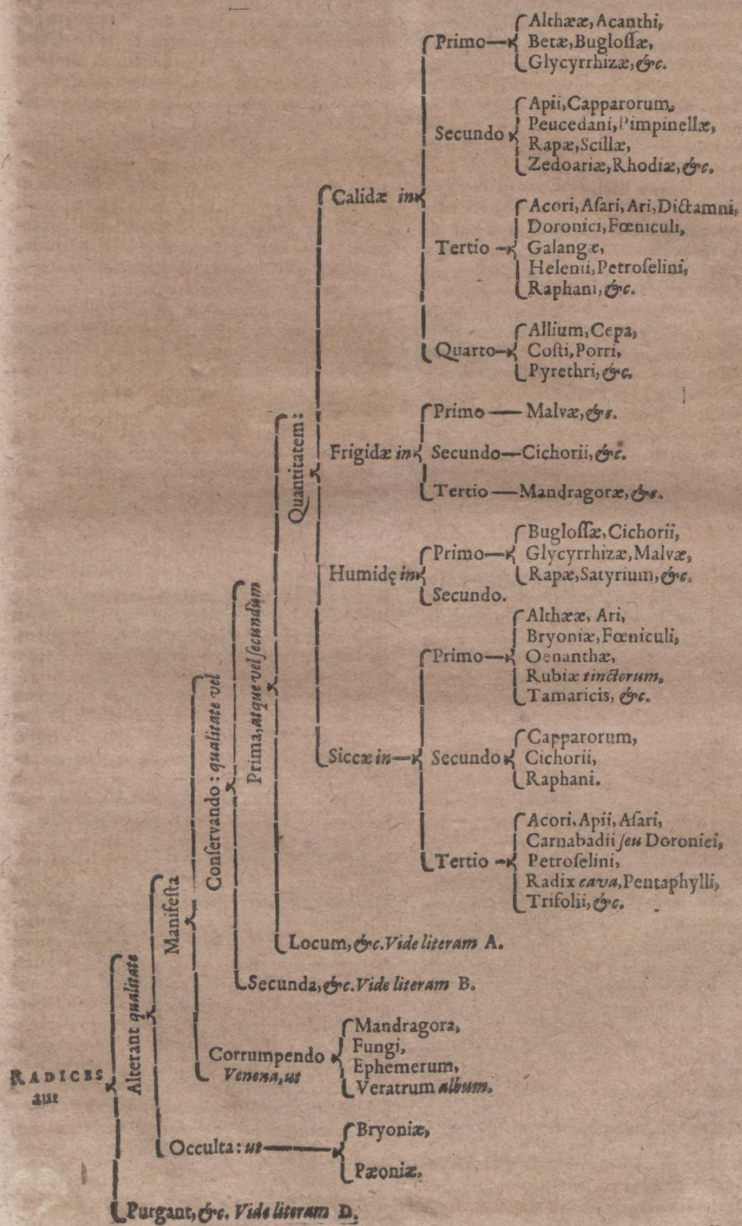 Primo Althææ, Acanthi,
Betæ, Buglossæ,
Glycyrrhizæ, &c.
Secundo Apii, Capparorum,
Peucedani, Pimpinellæ,
Rapæ, Scillæ,
Zedoariæ, Rhodiæ, &c.
Calidæ in
Tertio Acori, Asari, Ari, Dictamni,
Doronici, Fœniculi,
Galangæ,
Helenii, Petroselini,
Raphani, &c.
Quarto Allium, Cepa,
Costi, Porri,
Pyrethri, &c.
Quantitatem:
Frigidæ in
Primo Malvæ, &c.
Secundo Cichorii, &c.
Tertio Mandragoræ, &c.
Humidę in
Primo Buglossæ, Cichorii,
Glycyrrhizæ, Malvæ,
Rapæ, Satyrium, &c.
Secundo.
Siccæ in
Primo Althææ, Ari,
Bryoniæ, Fœniculi,
Oenanthæ,
Rubiæ tinctorum,
Tamaricis, &c.
Secundo Capparorum,
Cichorii,
Raphani.
Tertio Acori, Apii, Asari,
Carnabadii seu Doronici,
Petroselini,
Radix cava, Pentaphylli,
Trifolii, &c.
Prima, atque vel secundùm
Locum, &c. Vide literam A.
Conservando: qualitate vel
Secunda, &c. Vide literam B.
Manifesta
Corrumpendo
Venena, ut
Mandragora,
Fungi,
Ephemerum,
Veratrum album.
Alterant qualitate
Occulta: ut
Bryoniæ,
Pæoniæ.
RADICES
aut
Purgant, &c. Vide literam D.